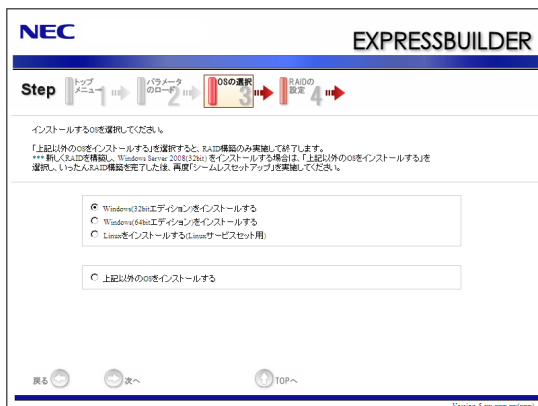 NEC
EXPRESSBUILDER
Step
トップ
メニュー 1
パラメータ
のロード 2
OSの選択
3
RAIDの
設定 4
インストールするOSを選択してください。
「上記以外のOSをインストールする」を選択すると、RAID構築のみ実施して終了します。
*** 新しくRAIDを構築し、Windows Server 2008(32bit)をインストールする場合は、「上記以外のOSをインストールする」を
選択し、いったんRAID構築を完了した後、再度「シームレスセットアップ」を実施してください。
Windows(32bitエディション)をインストールする
Windows(64bitエディション)をインストールする
Linuxをインストールする(Linuxサービスセット用)
上記以外のOSをインストールする
戻る
次へ
TOPへ